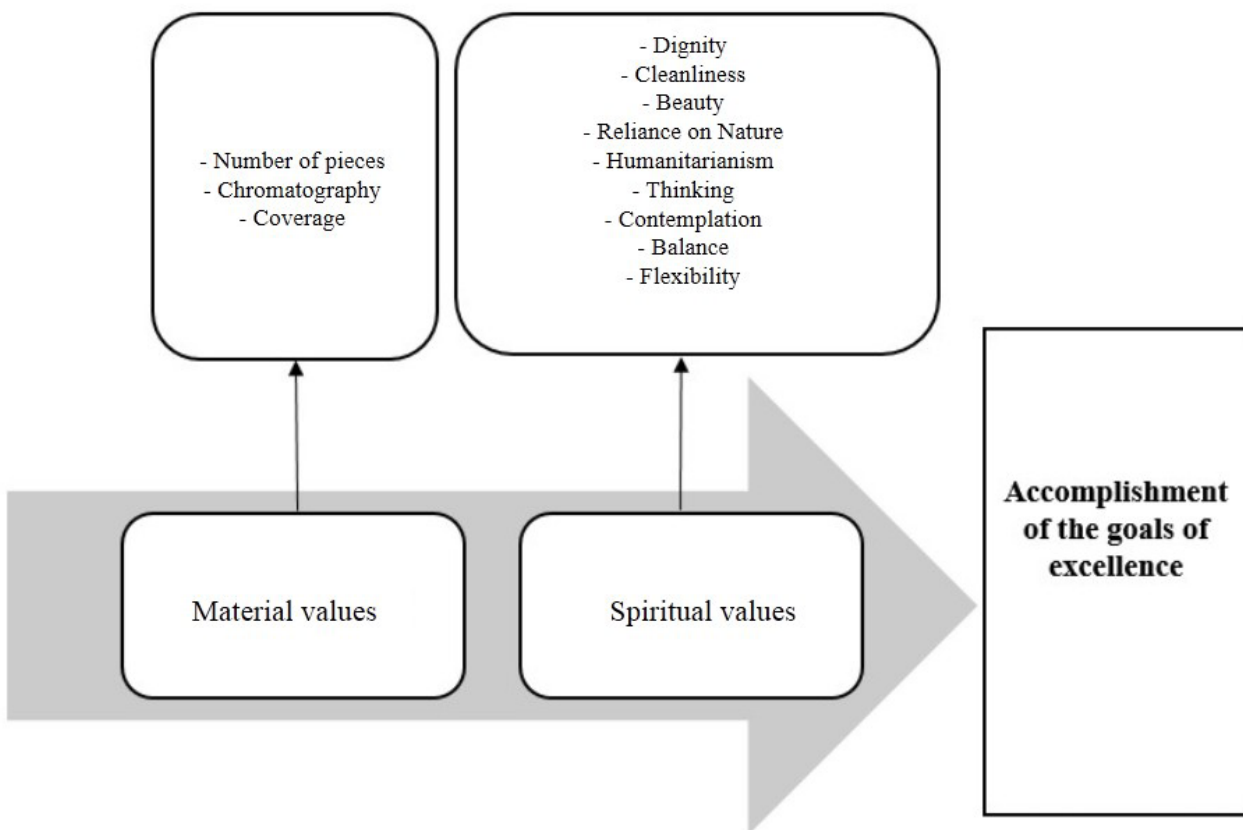 - Number of pieces
- Chromatography
- Coverage
- Dignity
- Cleanliness
- Beauty
- Reliance on Nature
- Humanitarianism
- Thinking
- Contemplation
- Balance
- Flexibility
Material values
Spiritual values
Accomplishment
of the goals of
excellence